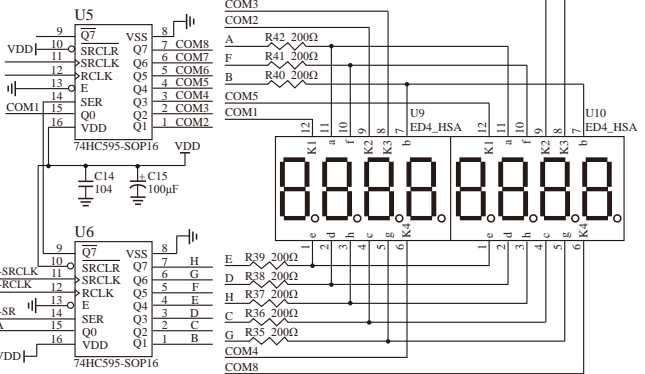 U5
9 Q7 VSS 8
VDD 10 SRCLR Q7 7 COM8
11 SRCLK Q6 6 COM7
12 RCLK Q5 5 COM6
13 E Q4 4 COM5
14 SER Q3 3 COM4
COM1 15 Q0 Q2 2 COM3
16 VDD Q1 1 COM2
74HC595-SOP16
VDD
C14
104
+ C15
100μF
U6
9 Q7 VSS 8
10 SRCLR Q7 7 H
-SRCLK 11 SRCLK Q6 6 G
-RCLK 12 RCLK Q5 5 F
13 E Q4 4 E
-SR 14 SER Q3 3 D
A 15 Q0 Q2 2 C
VDD 16 VDD Q1 1 B
74HC595-SOP16
COM3
COM2
A R42 200Ω
F R41 200Ω
B R40 200Ω
COM5
COM1
U9
ED4_HSA
12 11 10 9 8 7
K1 a f K2 K3 b
e d h c g K4
1 2 3 4 5 6
U10
ED4_HSA
12 11 10 9 8 7
K1 a f K2 K3 b
e d h c g K4
1 2 3 4 5 6
E R39 200Ω
D R38 200Ω
H R37 200Ω
C R36 200Ω
G R35 200Ω
COM4
COM8